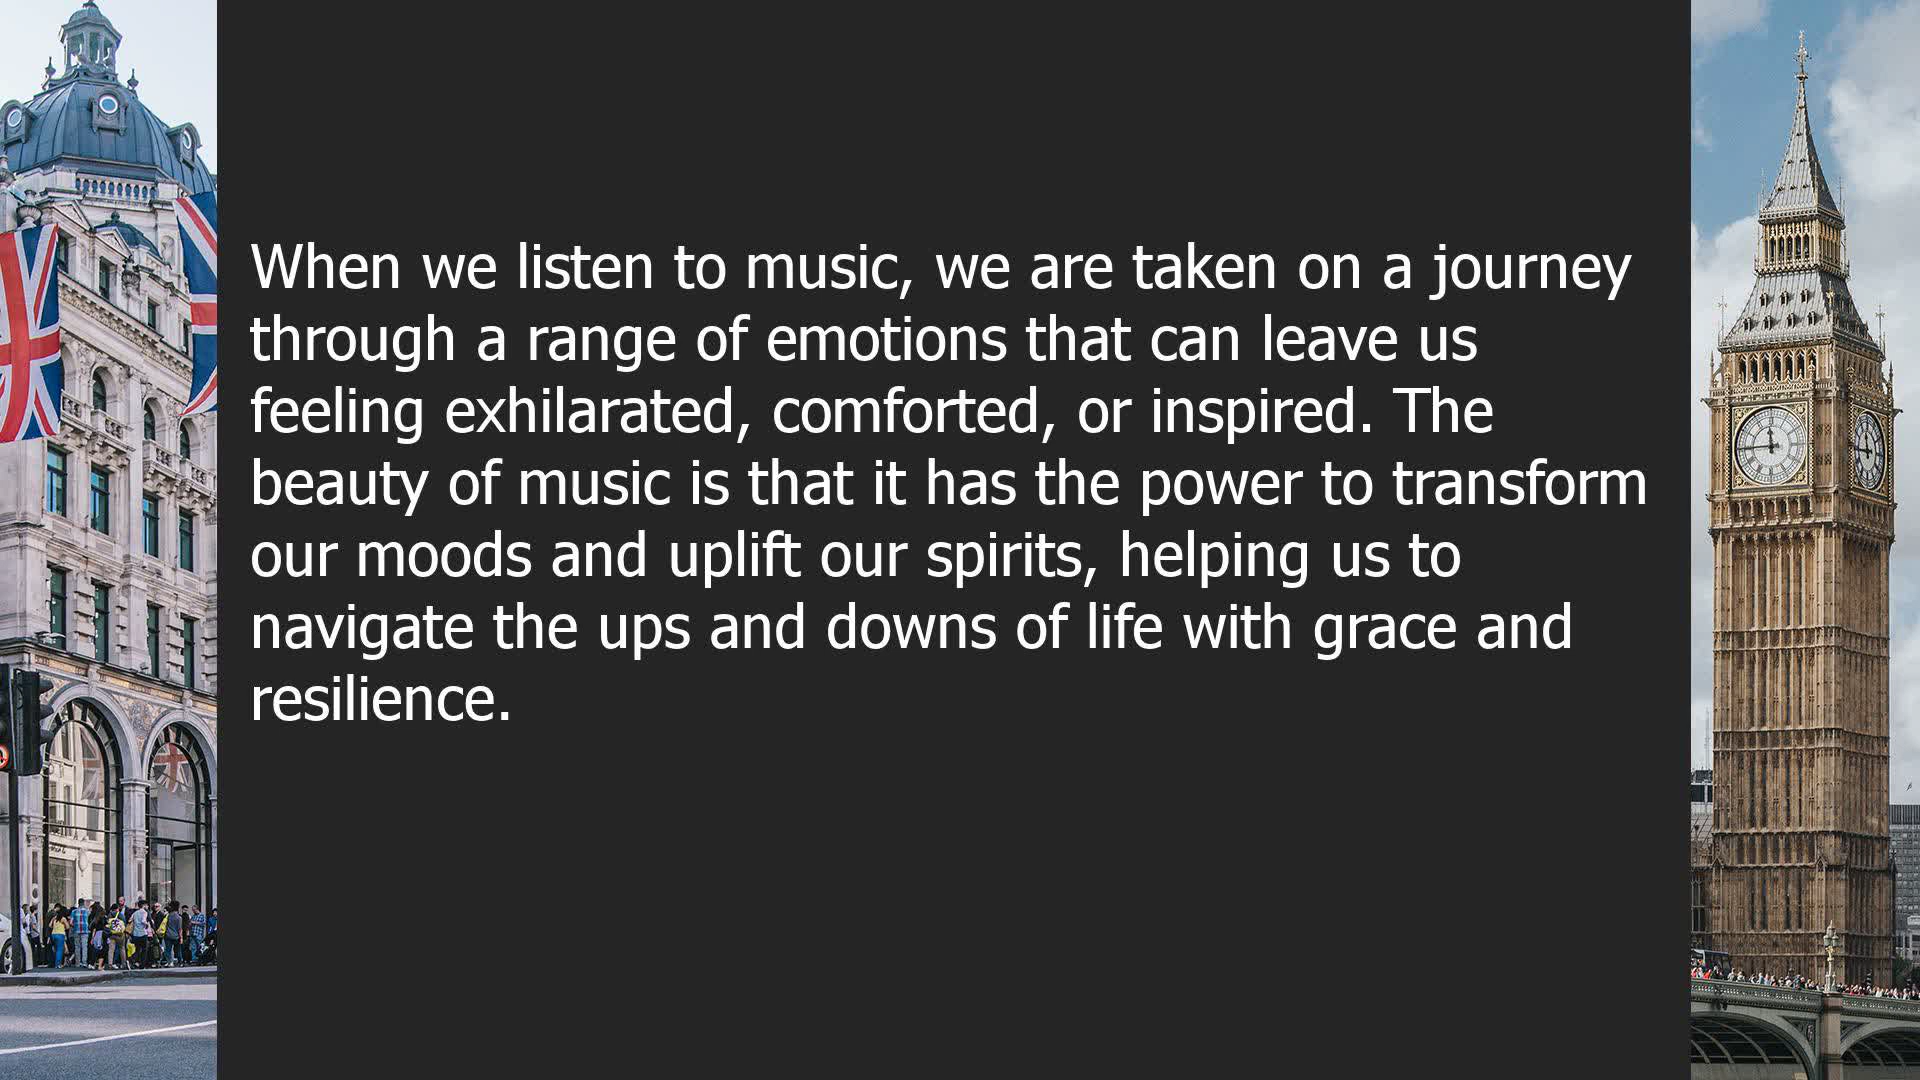 When we listen to music, we are taken on a journey
through a range of emotions that can leave us
feeling exhilarated, comforted, or inspired. The
beauty of music is that it has the power to transform
our moods and uplift our spirits, helping us to
navigate the ups and downs of life with grace and
resilience.